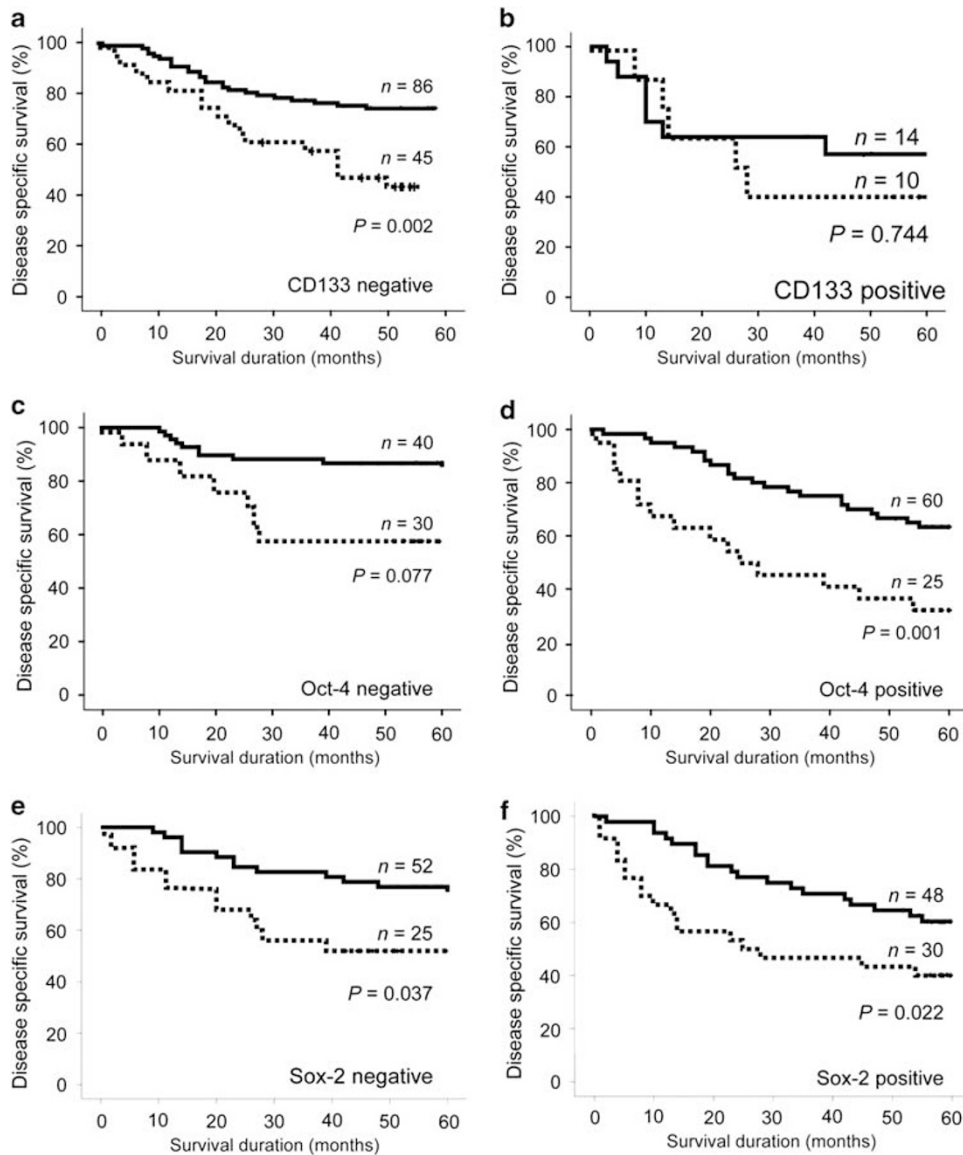 a
Disease specific survival (%)
100
80
60
40
20
0
n = 86
n = 45
P = 0.002
CD133 negative
0 10 20 30 40 50 60
Survival duration (months)
b
Disease specific survival (%)
100
80
60
40
20
0
n = 14
n = 10
P = 0.744
CD133 positive
0 10 20 30 40 50 60
Survival duration (months)
c
Disease specific survival (%)
100
80
60
40
20
0
n = 40
n = 30
P = 0.077
Oct-4 negative
0 10 20 30 40 50 60
Survival duration (months)
d
Disease specific survival (%)
100
80
60
40
20
0
n = 60
n = 25
P = 0.001
Oct-4 positive
0 10 20 30 40 50 60
Survival duration (months)
e
Disease specific survival (%)
100
80
60
40
20
0
n = 52
n = 25
P = 0.037
Sox-2 negative
0 10 20 30 40 50 60
Survival duration (months)
f
Disease specific survival (%)
100
80
60
40
20
0
n = 48
n = 30
P = 0.022
Sox-2 positive
0 10 20 30 40 50 60
Survival duration (months)